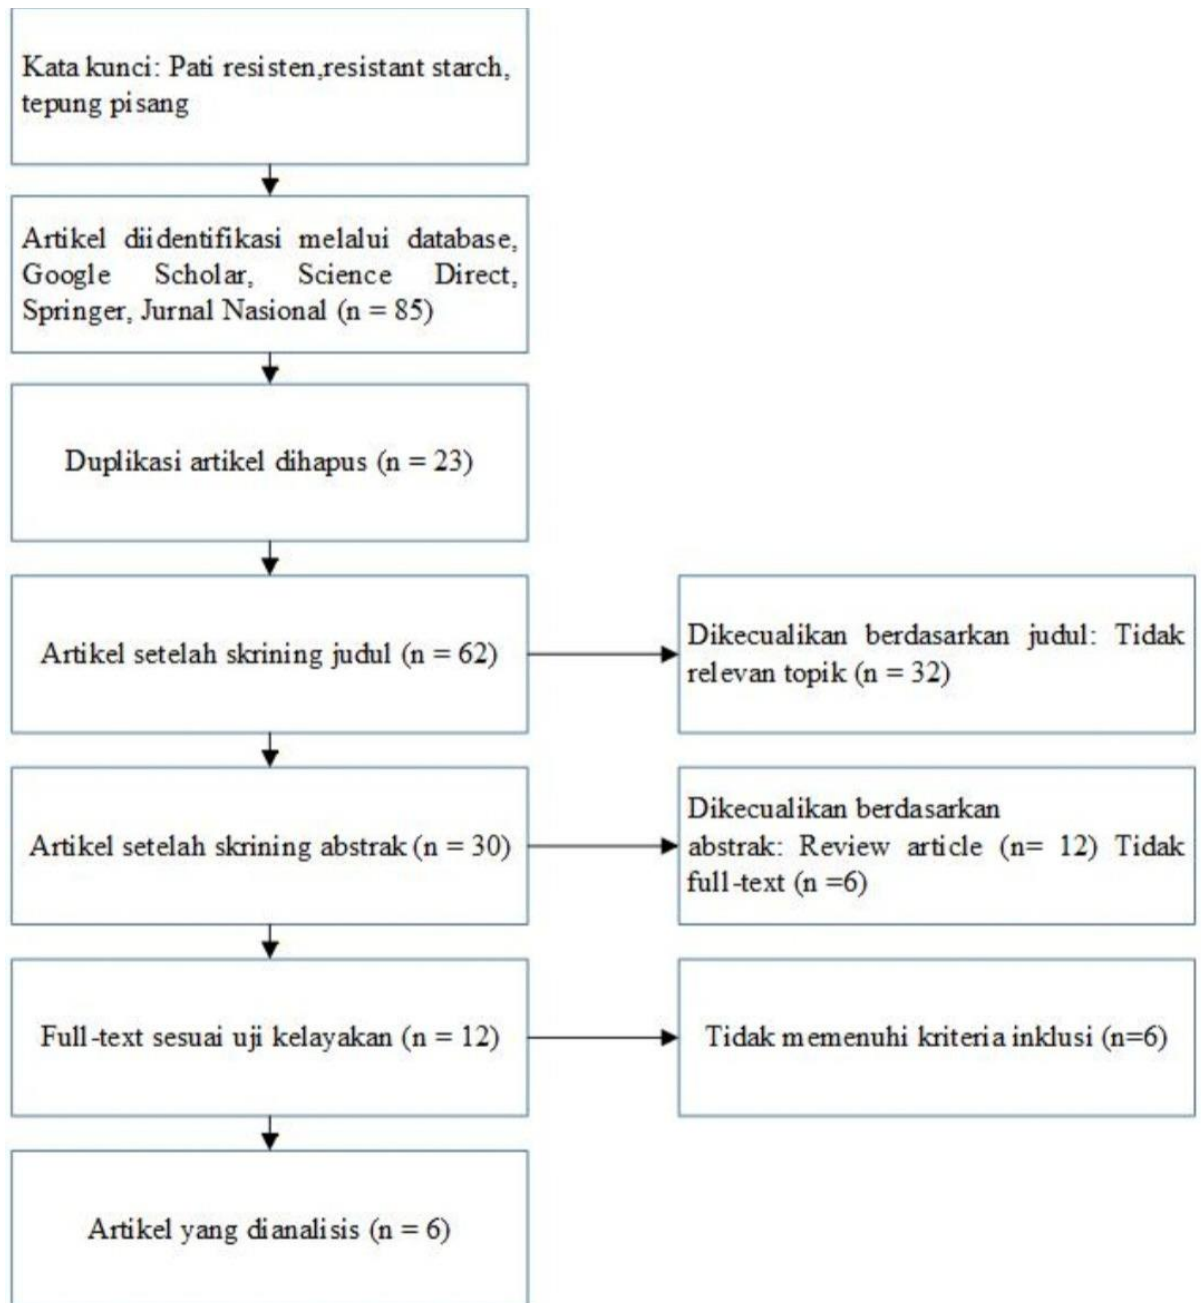 Kata kunci: Pati resisten,resistant starch,
tepung pisang
Artikel diidentifikasi melalui database,
Google Scholar, Science Direct,
Springer, Jurnal Nasional (n = 85)
Duplikasi artikel dihapus (n = 23)
Artikel setelah skrining judul (n = 62)
Dikecualikan berdasarkan judul: Tidak
relevan topik (n = 32)
Artikel setelah skrining abstrak (n = 30)
Dikecualikan berdasarkan
abstrak: Review article (n= 12) Tidak
full-text (n =6)
Full-text sesuai uji kelayakan (n = 12)
Tidak memenuhi kriteria inklusi (n=6)
Artikel yang dianalisis (n = 6)